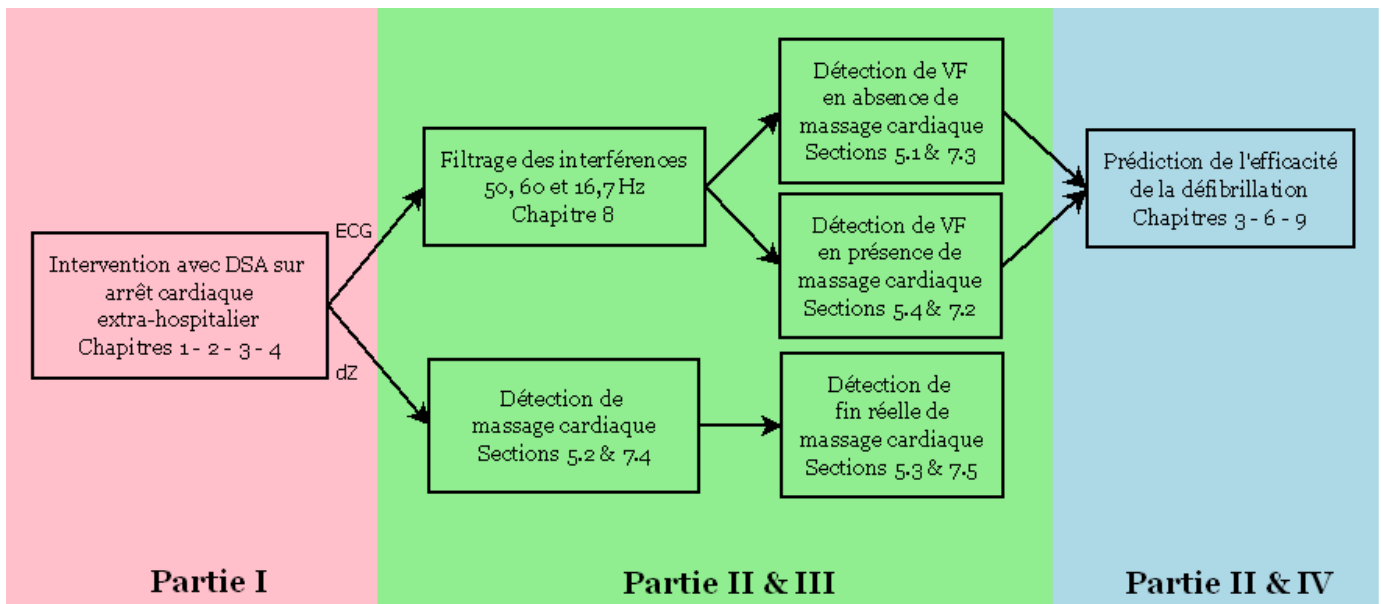 Intervention avec DSA sur
arrêt cardiaque
extra-hospitalier
Chapitres 1 - 2 - 3 - 4
ECG
dZ
Filtrage des interférences
50, 60 et 16,7 Hz
Chapitre 8
Détection de
massage cardiaque
Sections 5.2 & 7.4
Détection de VF
en absence de
massage cardiaque
Sections 5.1 & 7.3
Détection de VF
en présence de
massage cardiaque
Sections 5.4 & 7.2
Détection de
fin réelle de
massage cardiaque
Sections 5.3 & 7.5
Prédiction de l'efficacité
de la défibrillation
Chapitres 3 - 6 - 9
Partie I
Partie II & III
Partie II & IV